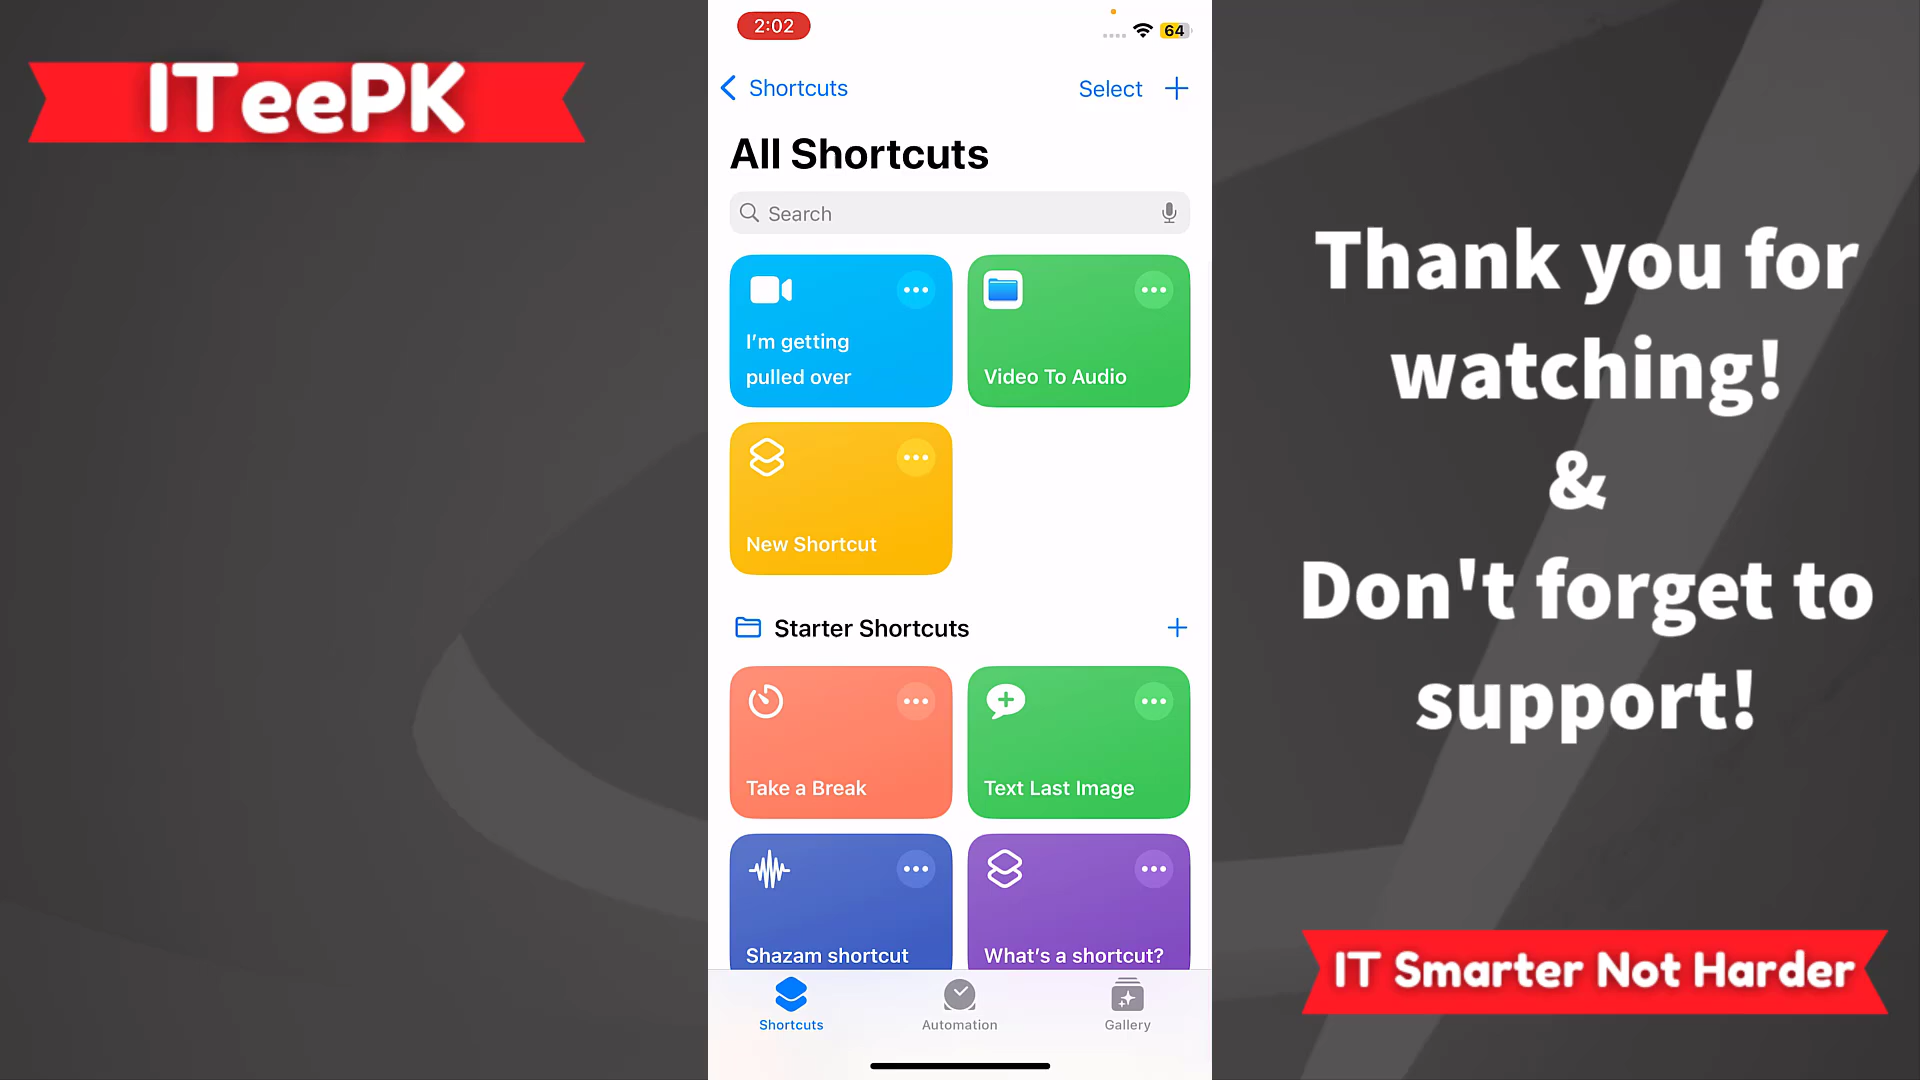 ITeePK
2:02
64
Shortcuts
Select
All Shortcuts
Search
I'm getting
pulled over
Video To Audio
New Shortcut
Starter Shortcuts
Take a Break
Text Last Image
Shazam shortcut
What's a shortcut?
Shortcuts
Automation
Gallery
Thank you for
watching!
&
Don't forget to
support!
IT Smarter Not Harder